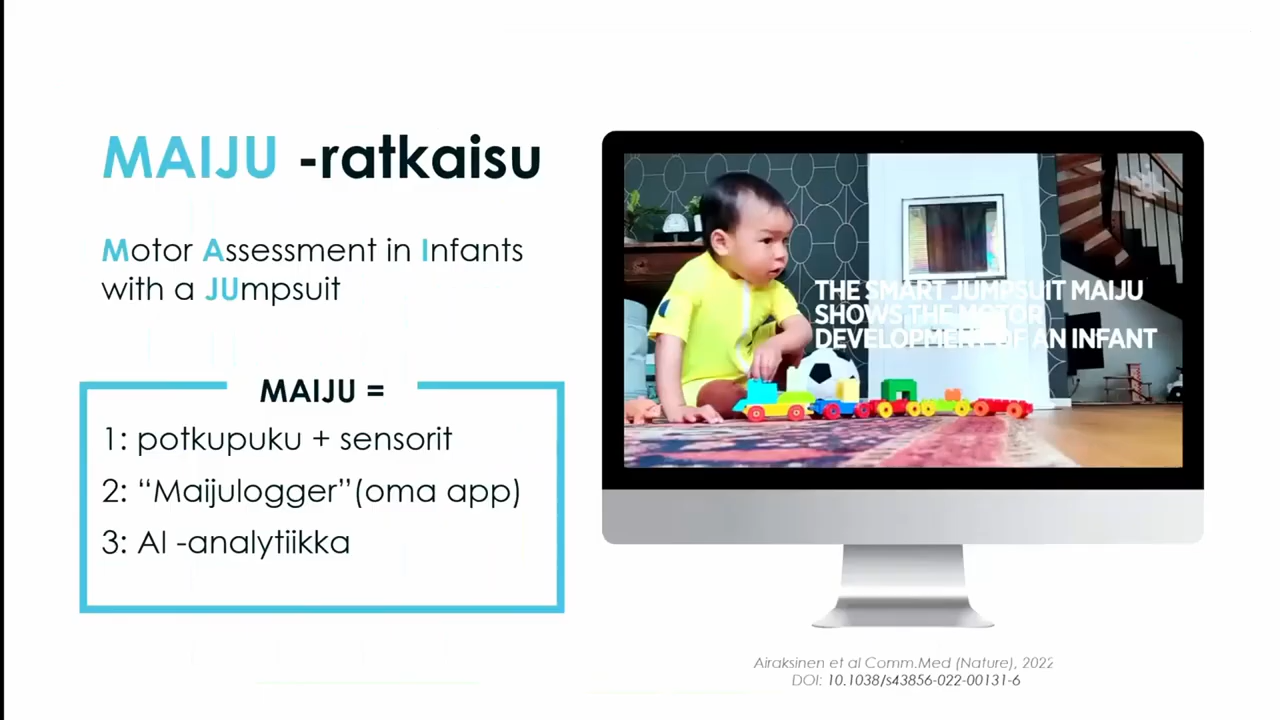 MAIJU -ratkaisu
Motor Assessment in Infants
with a JUmpsuit
MAIJU =
1: potkupuku + sensorit
2: “Maijulogger”(oma app)
3: AI -analytiikka
THE SMART JUMPSUIT MAIJU
SHOWS THE MOTOR
DEVELOPMENT OF AN INFANT
Airaksinen et al Comm.Med (Nature), 2022
DOI: 10.1038/s43856-022-00131-6